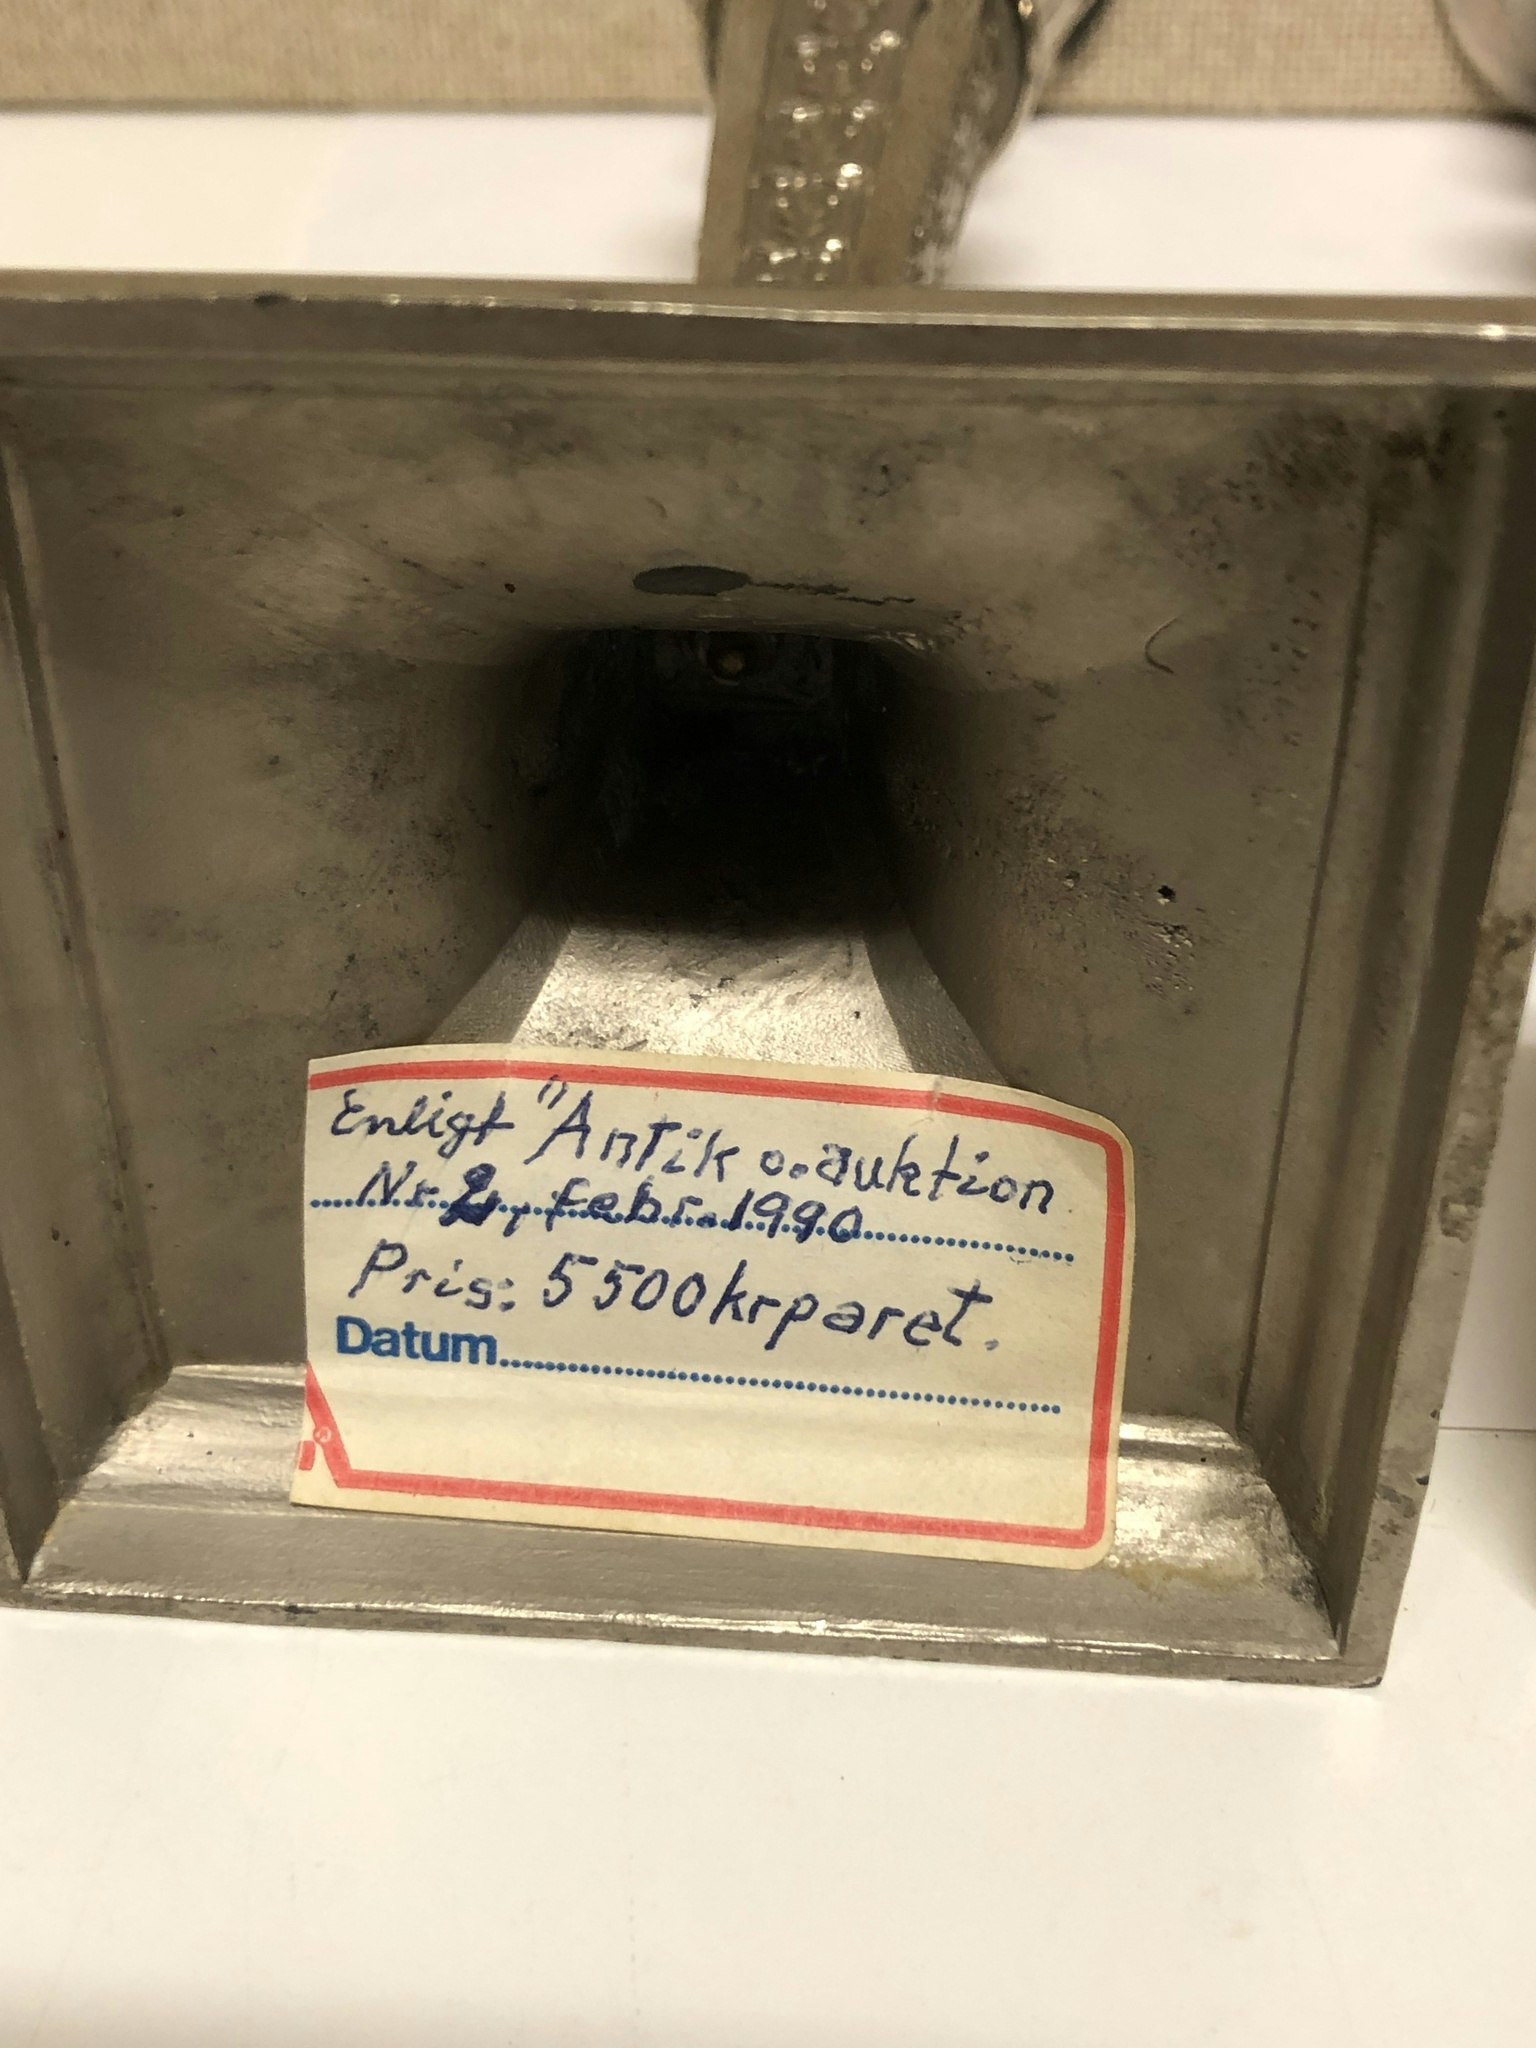 Enligt "Antik o. auktion
Nr 2, febr. 1990
Pris: 5500 kr paret.
Datum